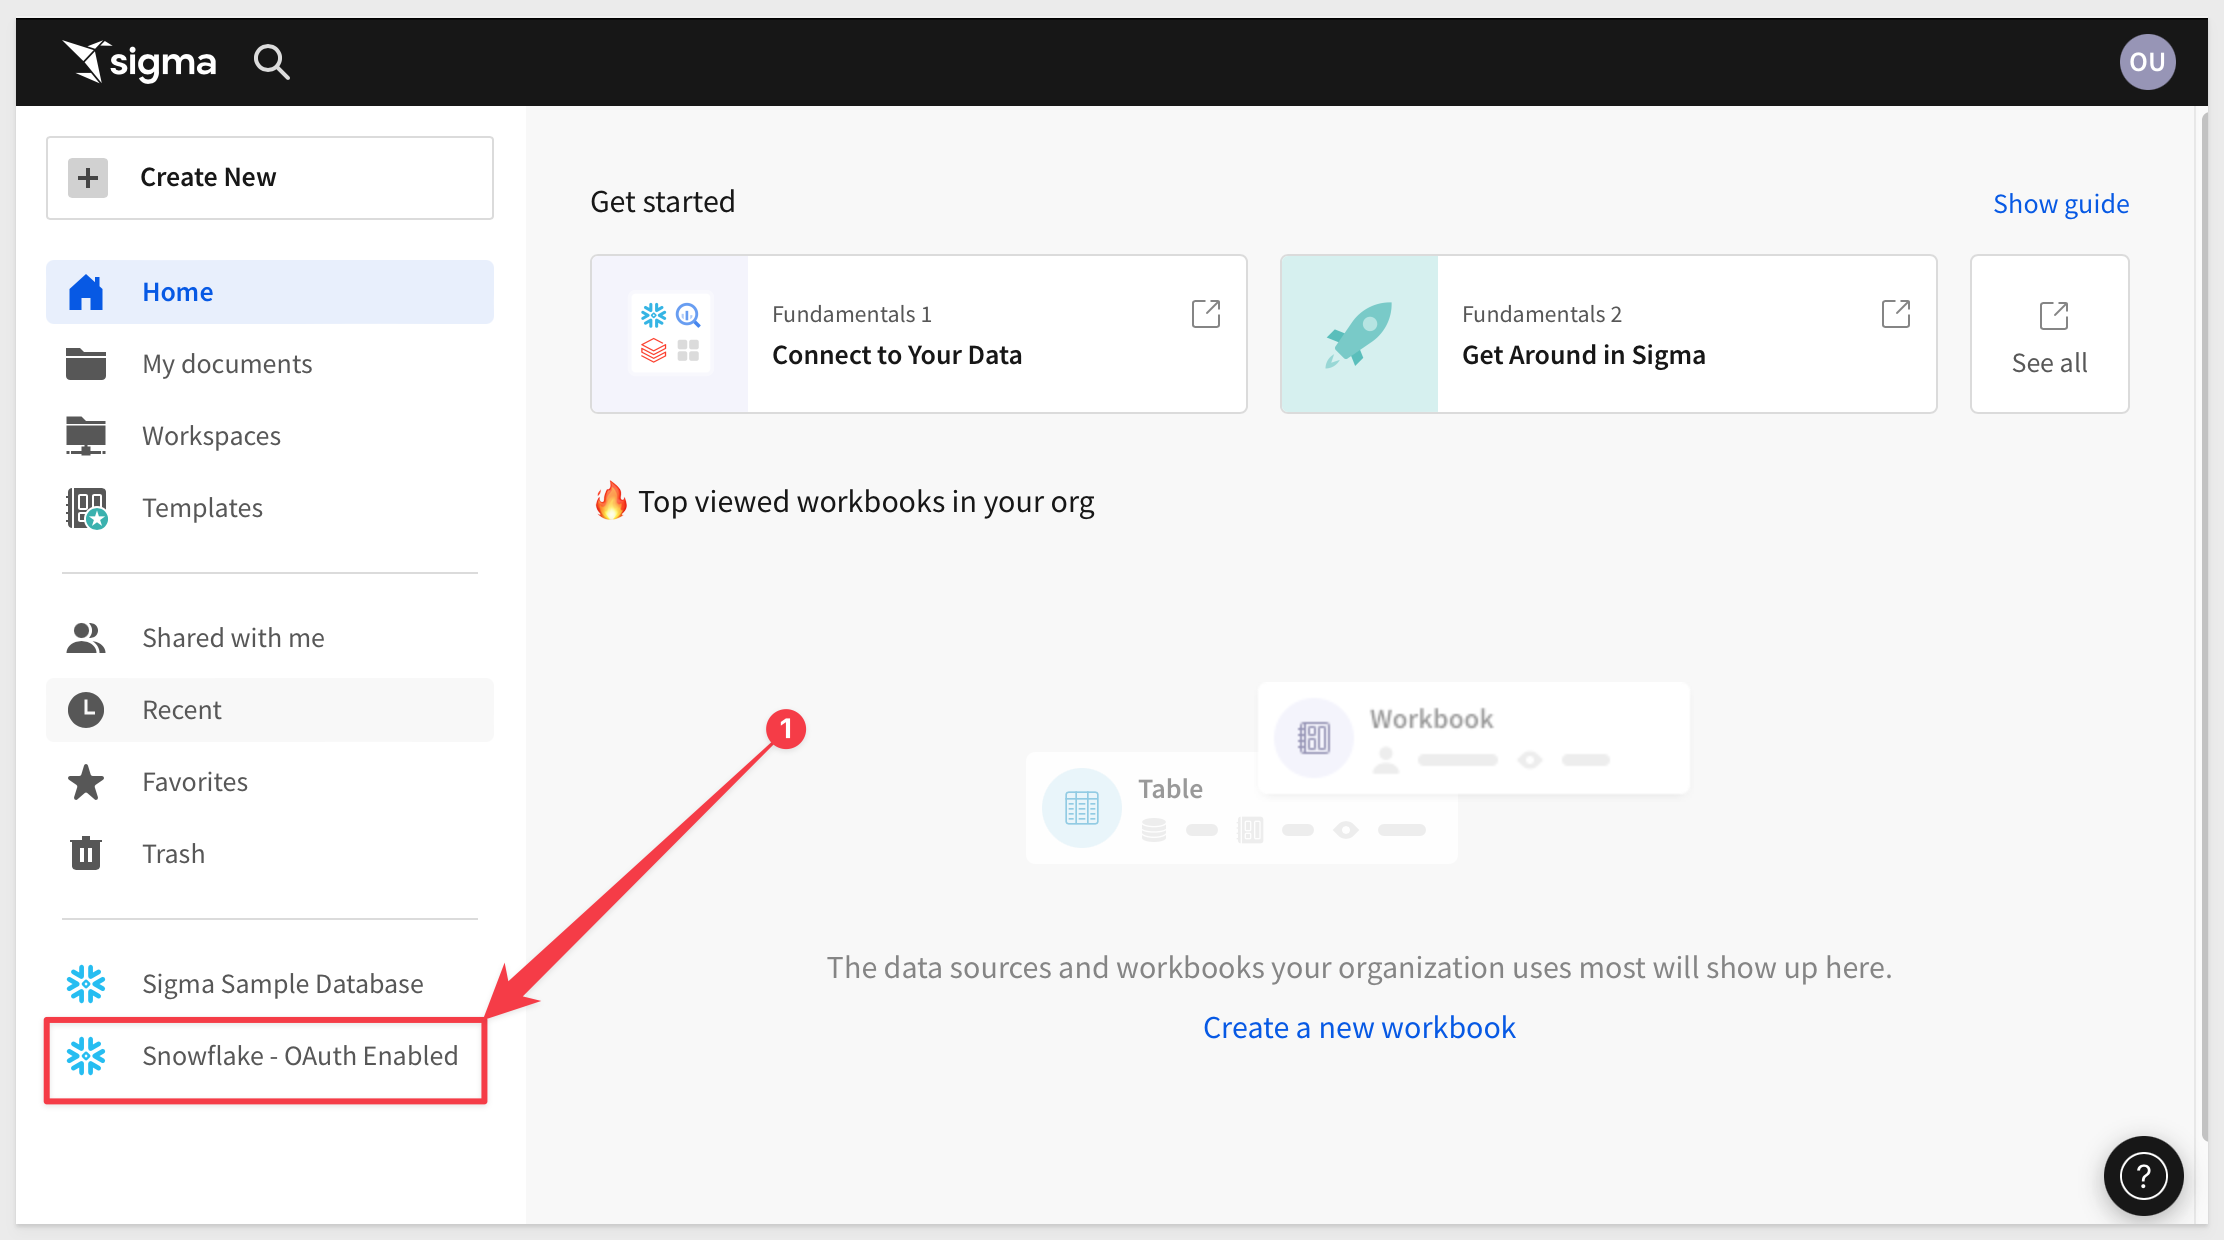 sigma
OU
Create New
Home
My documents
Workspaces
Templates
Shared with me
Recent
Favorites
Trash
Sigma Sample Database
Snowflake - OAuth Enabled
1
Get started
Show guide
Fundamentals 1
Connect to Your Data
Fundamentals 2
Get Around in Sigma
See all
🔥 Top viewed workbooks in your org
Workbook
Table
The data sources and workbooks your organization uses most will show up here.
Create a new workbook
?